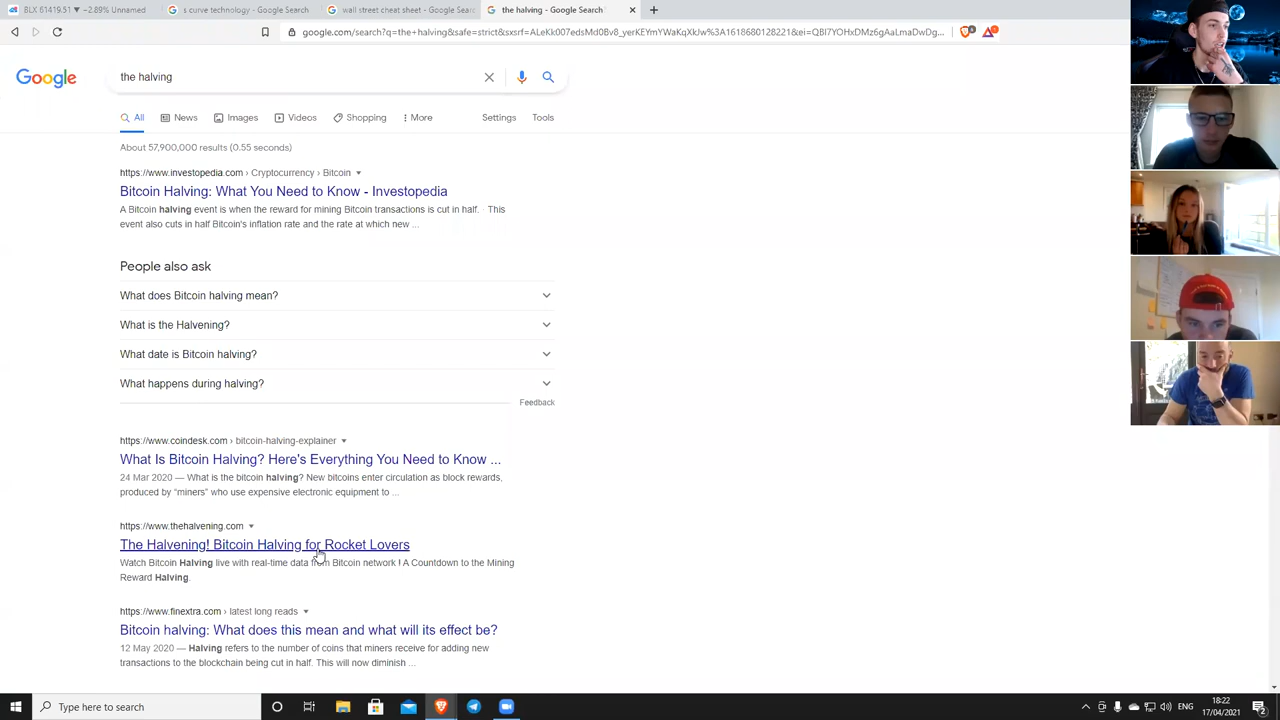 BLX 61419.51 ▼ −2.89% Unnamed
s curve technology - Google Search
wall street cheat sheet - Google Sear
the halving - Google Search
google.com/search?q=the+halving&safe=strict&sxsrf=
Google
the halving
All
News
Images
Videos
Shopping
More
Settings
Tools
About 57,900,000 results (0.55 seconds)
https://www.investopedia.com › Cryptocurrency › Bitcoin
Bitcoin Halving: What You Need to Know - Investopedia
A Bitcoin halving event is when the reward for mining Bitcoin transactions is cut in half. · This
event also cuts in half Bitcoin's inflation rate and the rate at which new ...
People also ask
What does Bitcoin halving mean?
What is the Halvening?
What date is Bitcoin halving?
What happens during halving?
Feedback
https://www.coindesk.com › bitcoin-halving-explainer
What Is Bitcoin Halving? Here's Everything You Need to Know ...
24 Mar 2020 — What is the bitcoin halving? New bitcoins enter circulation as block rewards,
produced by “miners” who use expensive electronic equipment to ...
https://www.thehalvening.com
The Halvening! Bitcoin Halving for Rocket Lovers
Watch Bitcoin Halving live with real-time data from Bitcoin network ! A Countdown to the Mining
Reward Halving.
https://www.finextra.com › latest long reads
Bitcoin halving: What does this mean and what will its effect be?
12 May 2020 — Halving refers to the number of coins that miners receive for adding new
transactions to the blockchain being cut in half. This will now diminish ...
Type here to search
18:22
17/04/2021
2